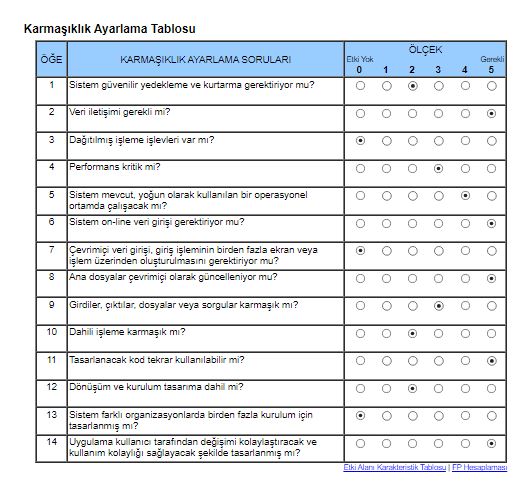 Karmaşıklık Ayarlama Tablosu
ÖĞE
KARMAŞIKLIK AYARLAMA SORULARI
ÖLÇEK
Etki Yok
Gerekli
0 1 2 3 4 5
1 Sistem güvenilir yedekleme ve kurtarma gerektiriyor mu?
2 Veri iletişimi gerekli mi?
3 Dağıtılmış işleme işlevleri var mı?
4 Performans kritik mi?
5 Sistem mevcut, yoğun olarak kullanılan bir operasyonel
ortamda çalışacak mı?
6 Sistem on-line veri girişi gerektiriyor mu?
7 Çevrimiçi veri girişi, giriş işleminin birden fazla ekran veya
işlem üzerinden oluşturulmasını gerektiriyor mu?
8 Ana dosyalar çevrimiçi olarak güncelleniyor mu?
9 Girdiler, çıktılar, dosyalar veya sorgular karmaşık mı?
10 Dahili işleme karmaşık mı?
11 Tasarlanacak kod tekrar kullanılabilir mi?
12 Dönüşüm ve kurulum tasarıma dahil mi?
13 Sistem farklı organizasyonlarda birden fazla kurulum için
tasarlanmış mı?
14 Uygulama kullanıcı tarafından değişimi kolaylaştıracak ve
kullanım kolaylığı sağlayacak şekilde tasarlanmış mı?
Etki Alanı Karakteristik Tablosu | FP Hesaplaması